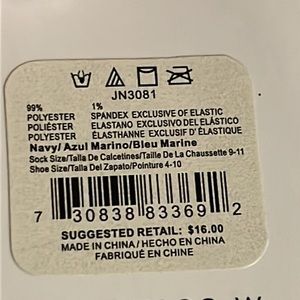 JN3081
99% 1%
POLYESTER SPANDEX EXCLUSIVE OF ELASTIC
POLIÉSTER ELASTANO EXCLUSIVO DEL ELÁSTICO
POLYESTER ÉLASTHANNE EXCLUSIF D' ÉLASTIQUE
Navy/ Azul Marino/Bleu Marine
Sock Size/Talla De Calcetines/Taille De La Chaussette 9-11
Shoe Size/Talla Del Zapato/Pointure 4-10
7 30838 83369 2
SUGGESTED RETAIL: $16.00
MADE IN CHINA / HECHO EN CHINA
FABRIQUÉ EN CHINE